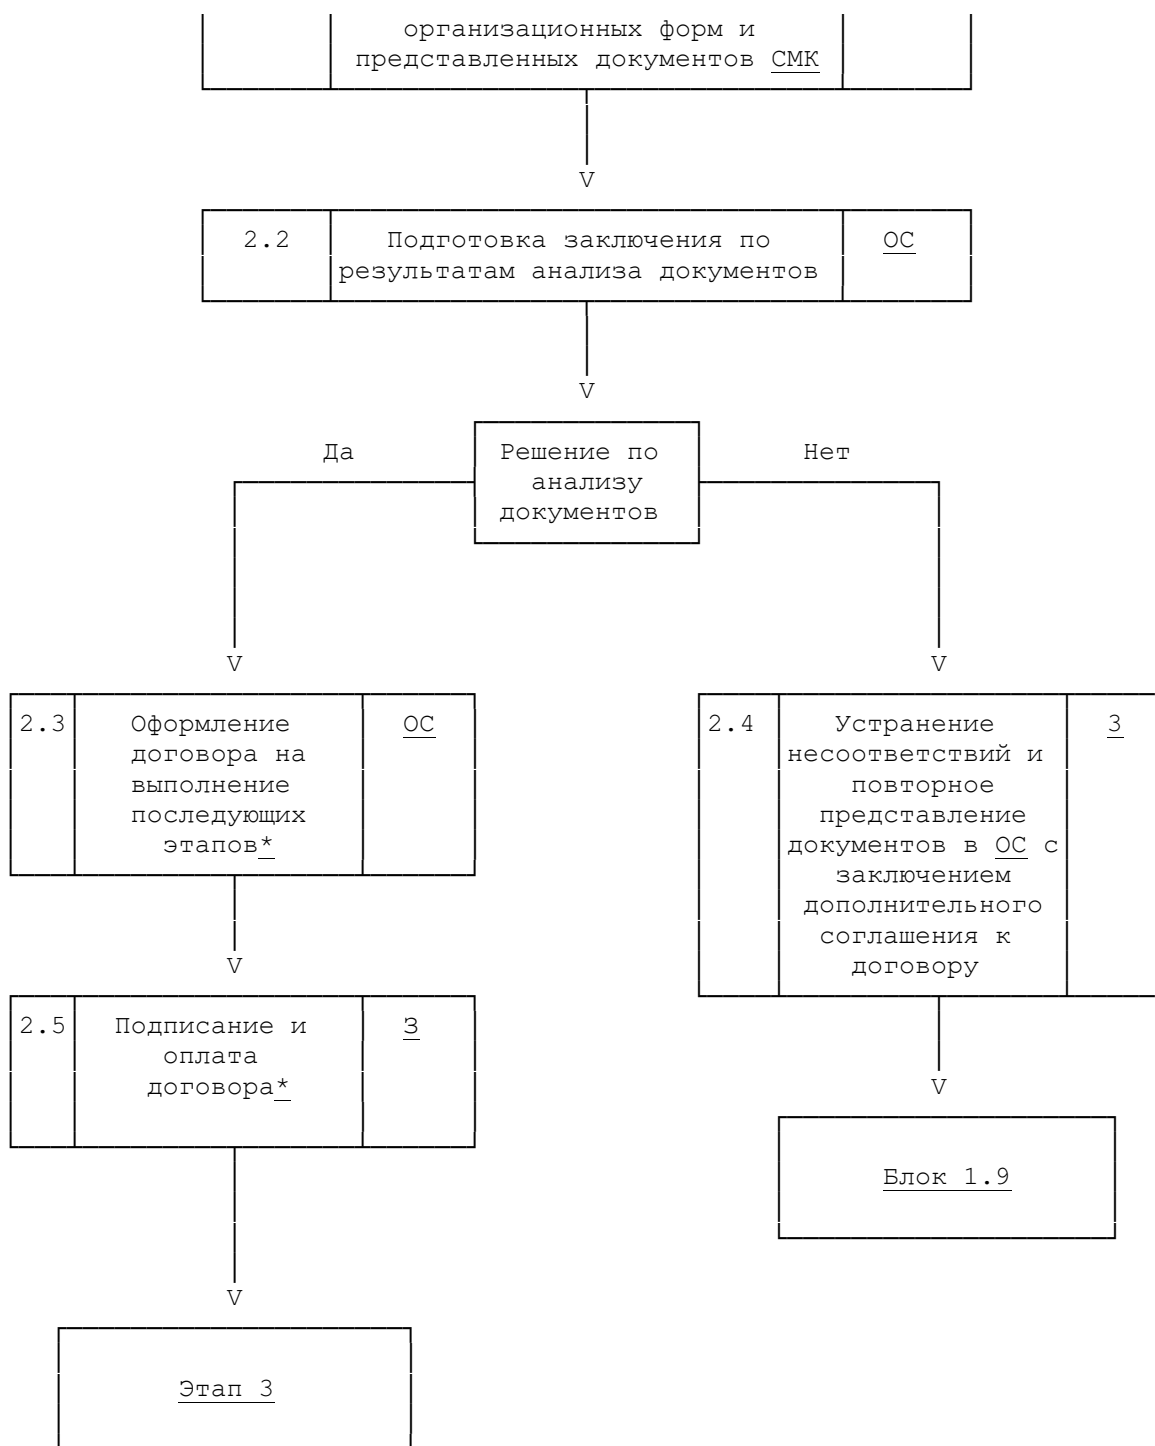 организационных форм и
представленных документов СМК
V
2.2 Подготовка заключения по ОС
результатам анализа документов
V
Да Решение по Нет
анализу
документов
V V
2.3 Оформление ОС
договора на
выполнение
последующих
этапов*
2.4 Устранение З
несоответствий и
повторное
представление
документов в ОС с
заключением
дополнительного
соглашения к
договору
V
2.5 Подписание и З
оплата
договора*
V
Блок 1.9
V
Этап 3